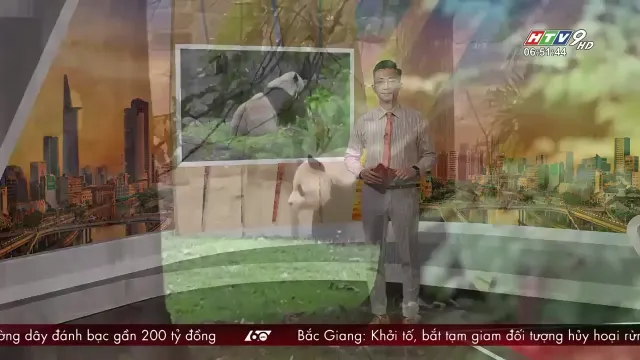 HTV9 HD
06:51:44
ờng dây đánh bạc gần 200 tỷ đồng 60 Bắc Giang: Khởi tố, bắt tạm giam đối tượng hủy hoại rừ